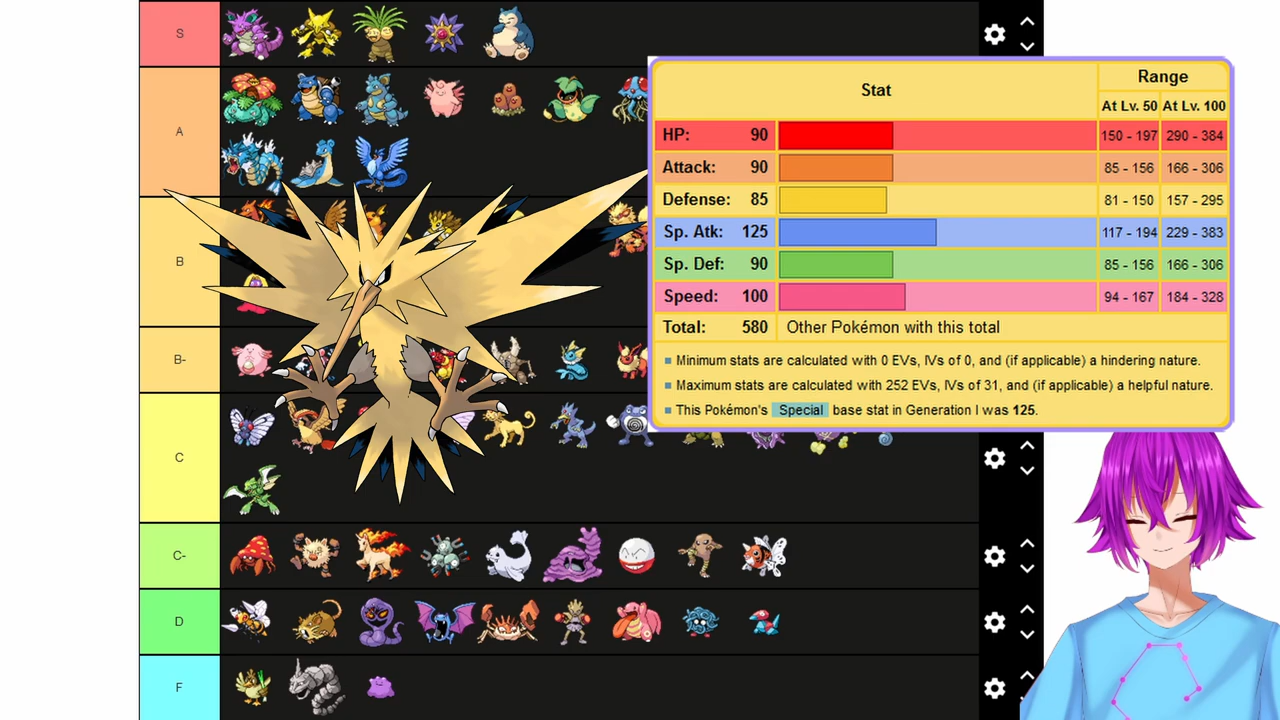 S
A
B
B-
C
C-
D
F
Stat
Range
At Lv. 50 At Lv. 100
HP: 90 150 - 197 290 - 384
Attack: 90 85 - 156 166 - 306
Defense: 85 81 - 150 157 - 295
Sp. Atk: 125 117 - 194 229 - 383
Sp. Def: 90 85 - 156 166 - 306
Speed: 100 94 - 167 184 - 328
Total: 580 Other Pokémon with this total
Minimum stats are calculated with 0 EVs, IVs of 0, and (if applicable) a hindering nature.
Maximum stats are calculated with 252 EVs, IVs of 31, and (if applicable) a helpful nature.
This Pokémon's Special base stat in Generation I was 125.